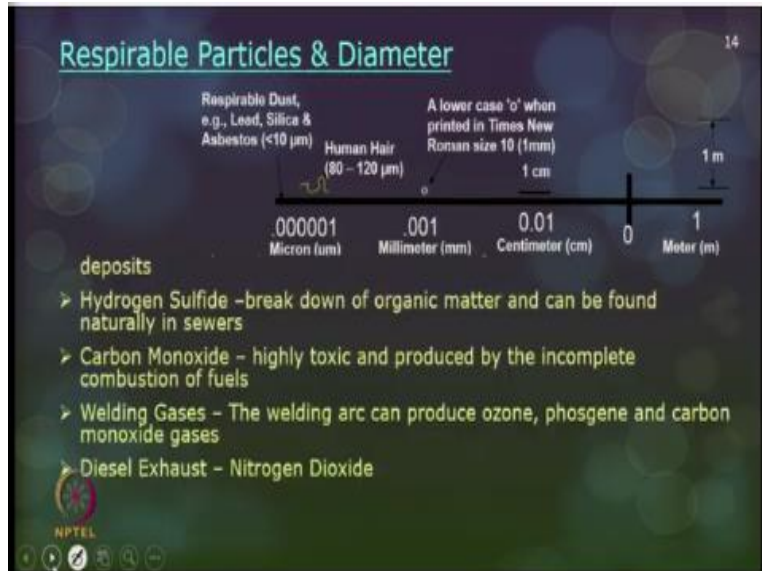 14
Respirable Particles & Diameter
Respirable Dust,
e.g., Lead, Silica &
Asbestos (<10 µm)
Human Hair
(80 – 120 µm)
A lower case 'o' when
printed in Times New
Roman size 10 (1mm)
1 cm
1 m
o
.000001
Micron (um)
.001
Millimeter (mm)
0.01
Centimeter (cm)
0
1
Meter (m)
deposits
➢ Hydrogen Sulfide –break down of organic matter and can be found
naturally in sewers
➢ Carbon Monoxide – highly toxic and produced by the incomplete
combustion of fuels
➢ Welding Gases – The welding arc can produce ozone, phosgene and carbon
monoxide gases
➢ Diesel Exhaust – Nitrogen Dioxide
NPTEL